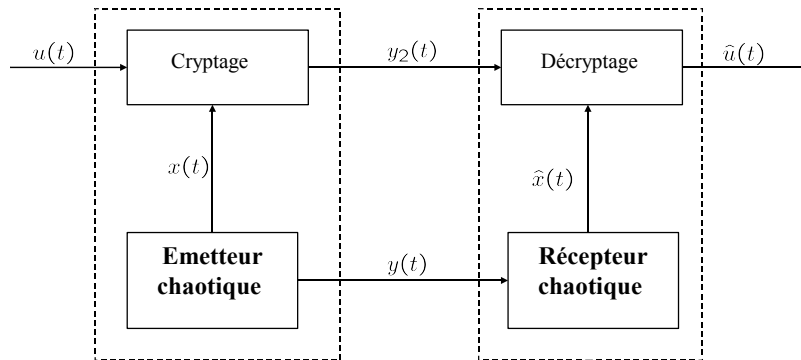 u(t)
Cryptage
y₂(t)
Décryptage
û(t)
x(t)
x̂(t)
Emetteur
chaotique
y(t)
Récepteur
chaotique